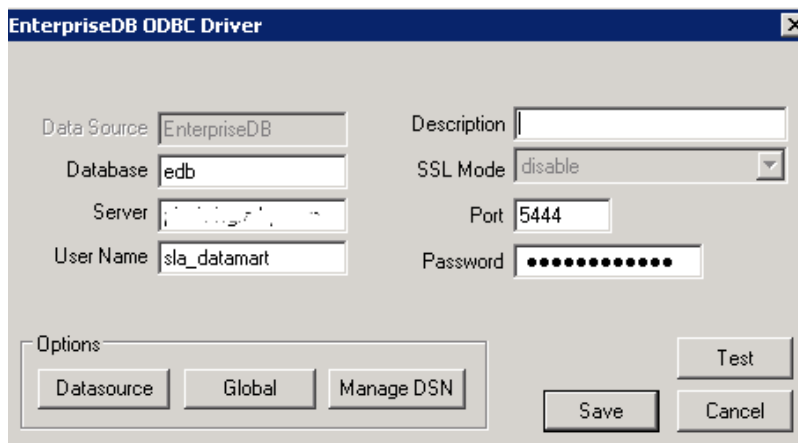 EnterpriseDB ODBC Driver
Data Source EnterpriseDB
Description
Database edb
SSL Mode disable
Server
Port 5444
User Name sla_datamart
Password ●●●●●●●●●●●●
Options
Datasource Global Manage DSN
Test
Save Cancel